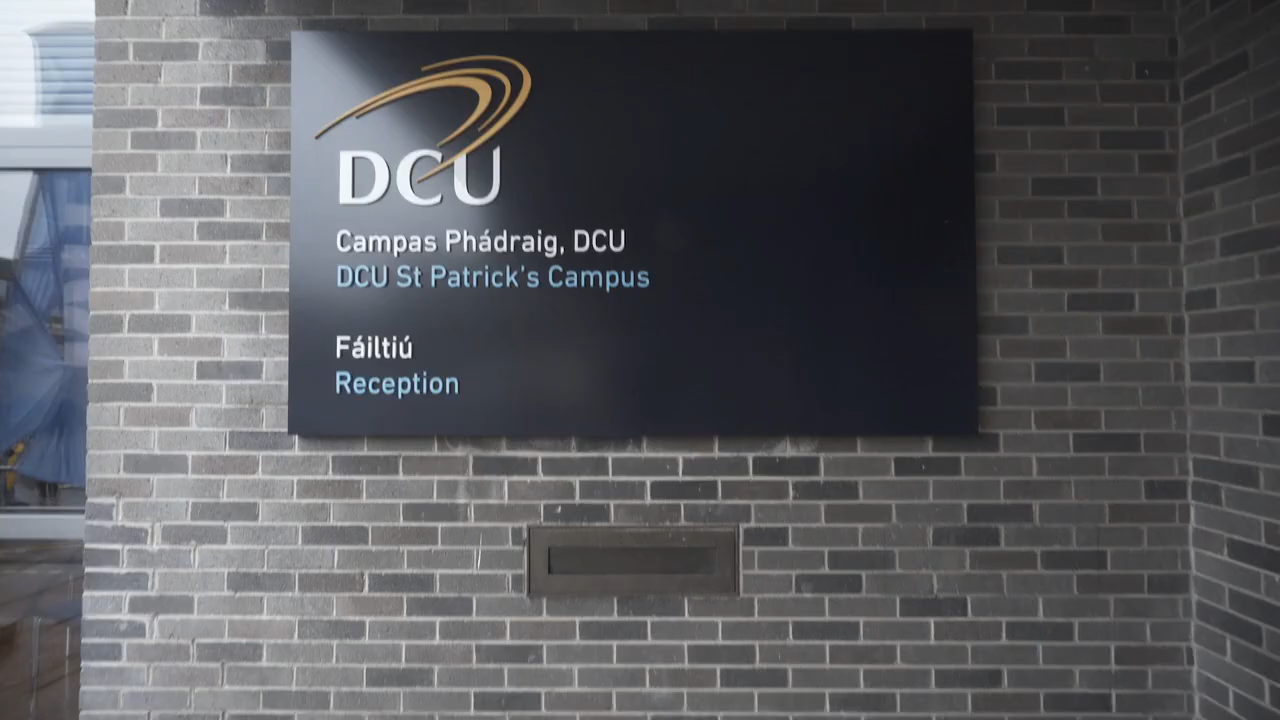 DCU
Campas Phádraig, DCU
DCU St Patrick's Campus
Fáiltiú
Reception